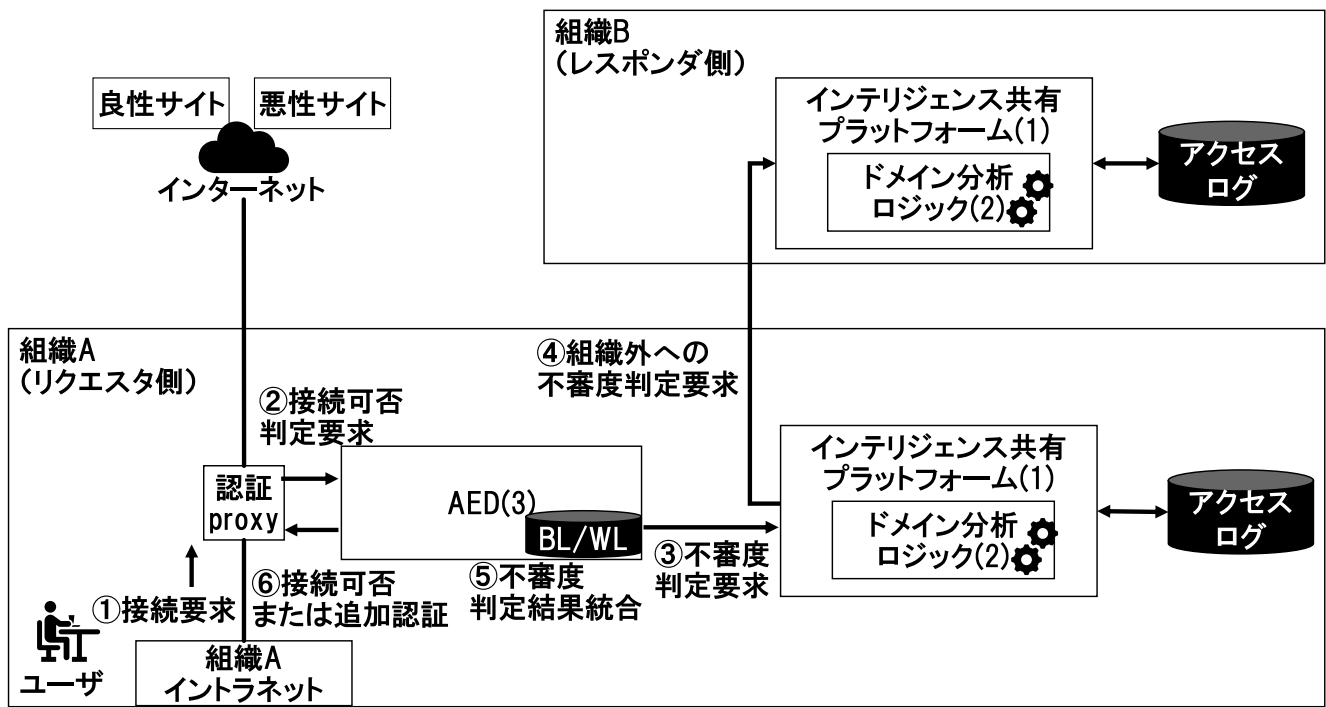 組織B
（レスポンダ側）
インテリジェンス共有
プラットフォーム(1)
ドメイン分析
ロジック(2)
アクセス
ログ
良性サイト
悪性サイト
インターネット
組織A
（リクエスタ側）
④組織外への
不審度判定要求
②接続可否
判定要求
認証
proxy
AED(3)
BL/WL
③不審度
判定要求
インテリジェンス共有
プラットフォーム(1)
ドメイン分析
ロジック(2)
アクセス
ログ
①接続要求
⑥接続可否
または追加認証
⑤不審度
判定結果統合
ユーザ
組織A
イントラネット